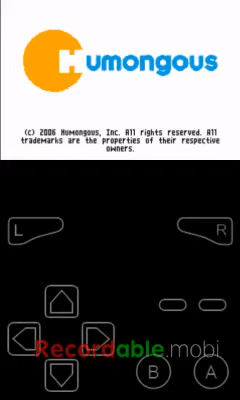 Humongous
(c) 2006 Humongous, Inc. All rights reserved. All
trademarks are the properties of their respective
owners.
L
R
Recordable.mobi
B
A